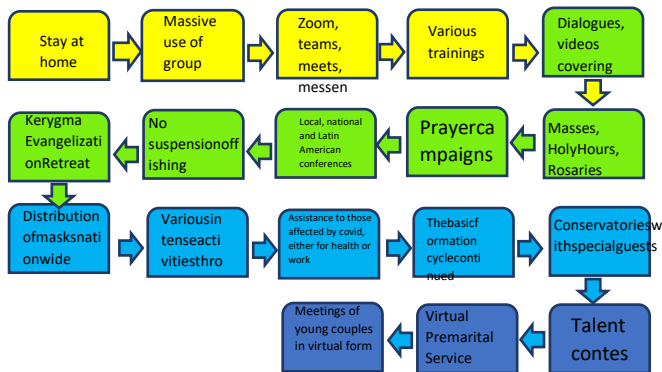 Stay at
home
Massive
use of
group
Zoom,
teams,
meets,
messen
Various
trainings
Dialogues,
videos
covering
Masses,
HolyHours,
Rosaries
Prayerca
mpaigns
Local, national
and Latin
American
conferences
No
suspensionoff
ishing
Kerygma
Evangelizati
onRetreat
Distribution
ofmasksnati
onwide
Variousin
tenseacti
vitiesthro
Assistance to those
affected by covid,
either for health or
work
Thebasicf
ormation
cycleconti
nued
Conservatoriesw
ithspecialguests
Talent
contes
Virtual
Premarital
Service
Meetings of
young couples
in virtual form